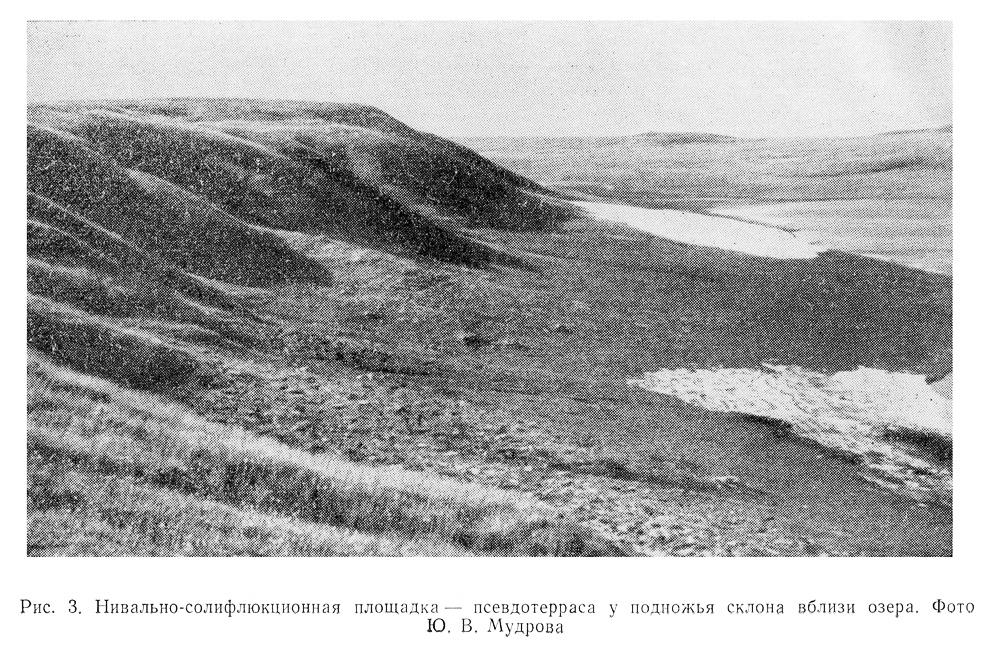 Рис. 3. Нивально-солифлюкционная площадка — псевдотерраса у подножья склона вблизи озера. Фото
Ю. В. Мудрова